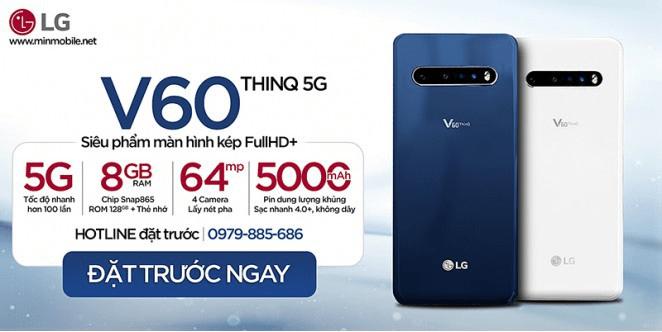 LG
www.minmobile.net
V60 THINQ 5G
Siêu phẩm màn hình kép FullHD+
5G
Tốc độ nhanh
hơn 100 lần
8GB RAM
Chip Snap865
ROM 128GB + Thẻ nhớ
64mp
4 Camera
Lấy nét pha
5000mAh
Pin dung lượng khủng
Sạc nhanh 4.0+, không dây
HOTLINE đặt trước | 0979-885-686
ĐẶT TRƯỚC NGAY
V60 THINQ
LG
V60 THINQ
LG